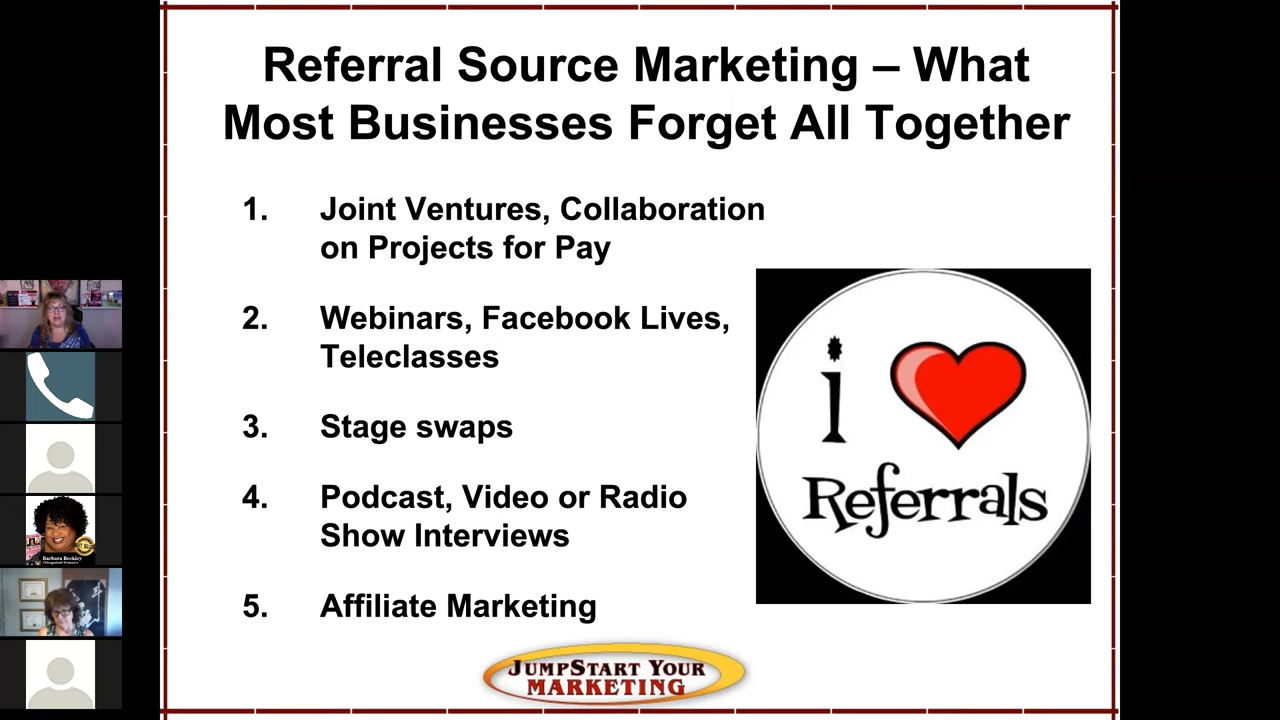 Referral Source Marketing – What
Most Businesses Forget All Together
1. Joint Ventures, Collaboration
on Projects for Pay
2. Webinars, Facebook Lives,
Teleclasses
3. Stage swaps
4. Podcast, Video or Radio
Show Interviews
5. Affiliate Marketing
i
Referrals
JUMPSTART YOUR
MARKETING
Barbara Beckley